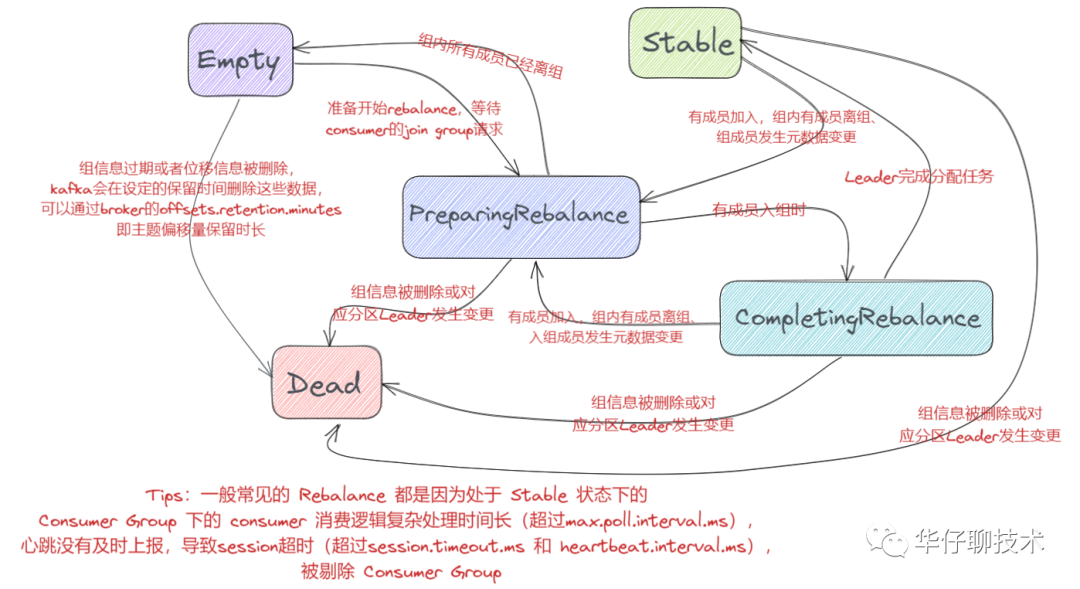 Empty
Stable
组内所有成员已经离组
准备开始rebalance，等待
consumer的join group请求
有成员加入，组内有成员离组、
组成员发生元数据变更
组信息过期或者位移信息被删除，
kafka会在设定的保留时间删除这些数据，
可以通过broker的offsets.retention.minutes
即主题偏移量保留时长
Leader完成分配任务
PreparingRebalance
有成员入组时
组信息被删除或对
应分区Leader发生变更
有成员加入，组内有成员离组、
入组成员发生元数据变更
CompletingRebalance
Dead
组信息被删除或对
应分区Leader发生变更
组信息被删除或对
应分区Leader发生变更
Tips：一般常见的 Rebalance 都是因为处于 Stable 状态下的
Consumer Group 下的 consumer 消费逻辑复杂处理时间长（超过max.poll.interval.ms），
心跳没有及时上报，导致session超时（超过session.timeout.ms 和 heartbeat.interval.ms），
被剔除 Consumer Group
华仔聊技术